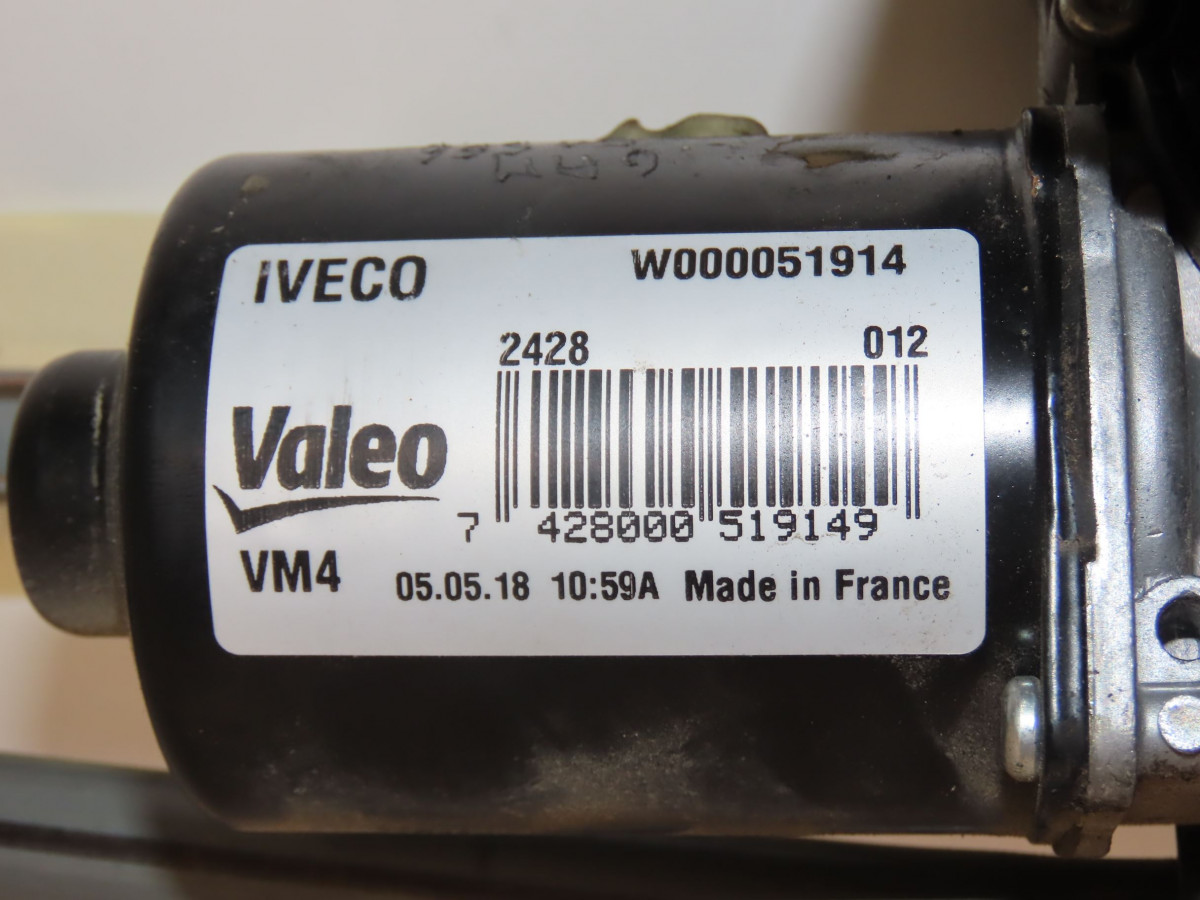 IVECO W000051914
2428 012
Valeo
7 428000 519149
VM4 05.05.18 10:59A Made in France